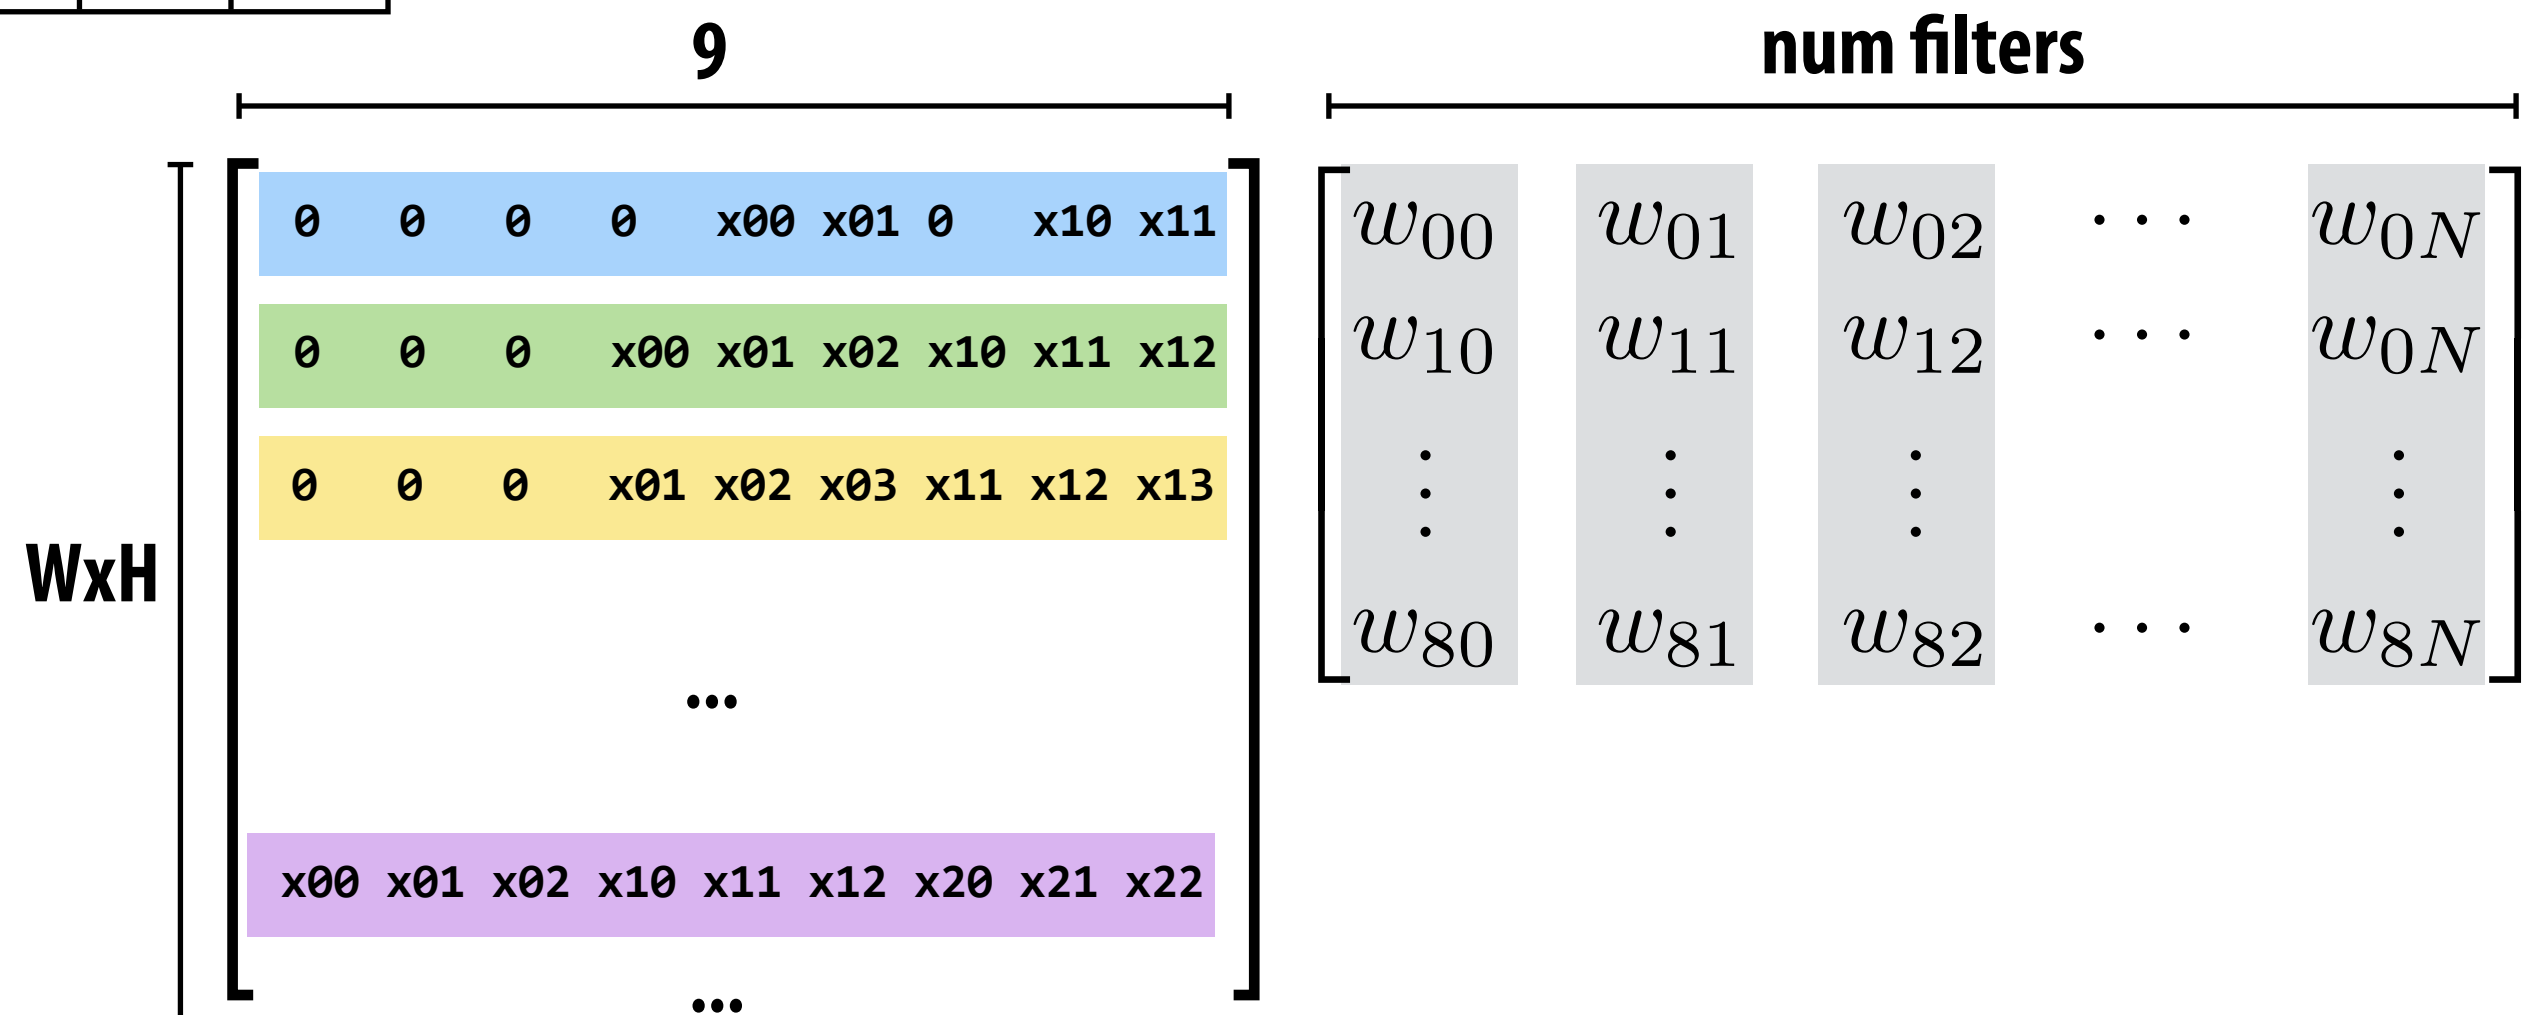 9
num filters
0 0 0 0 x00 x01 0 x10 x11
0 0 0 x00 x01 x02 x10 x11 x12
0 0 0 x01 x02 x03 x11 x12 x13
WxH
...
x00 x01 x02 x10 x11 x12 x20 x21 x22
...
w00 w01 w02 ··· w0N
w10 w11 w12 ··· w0N
⋮ ⋮ ⋮ ⋮
w80 w81 w82 ··· w8N